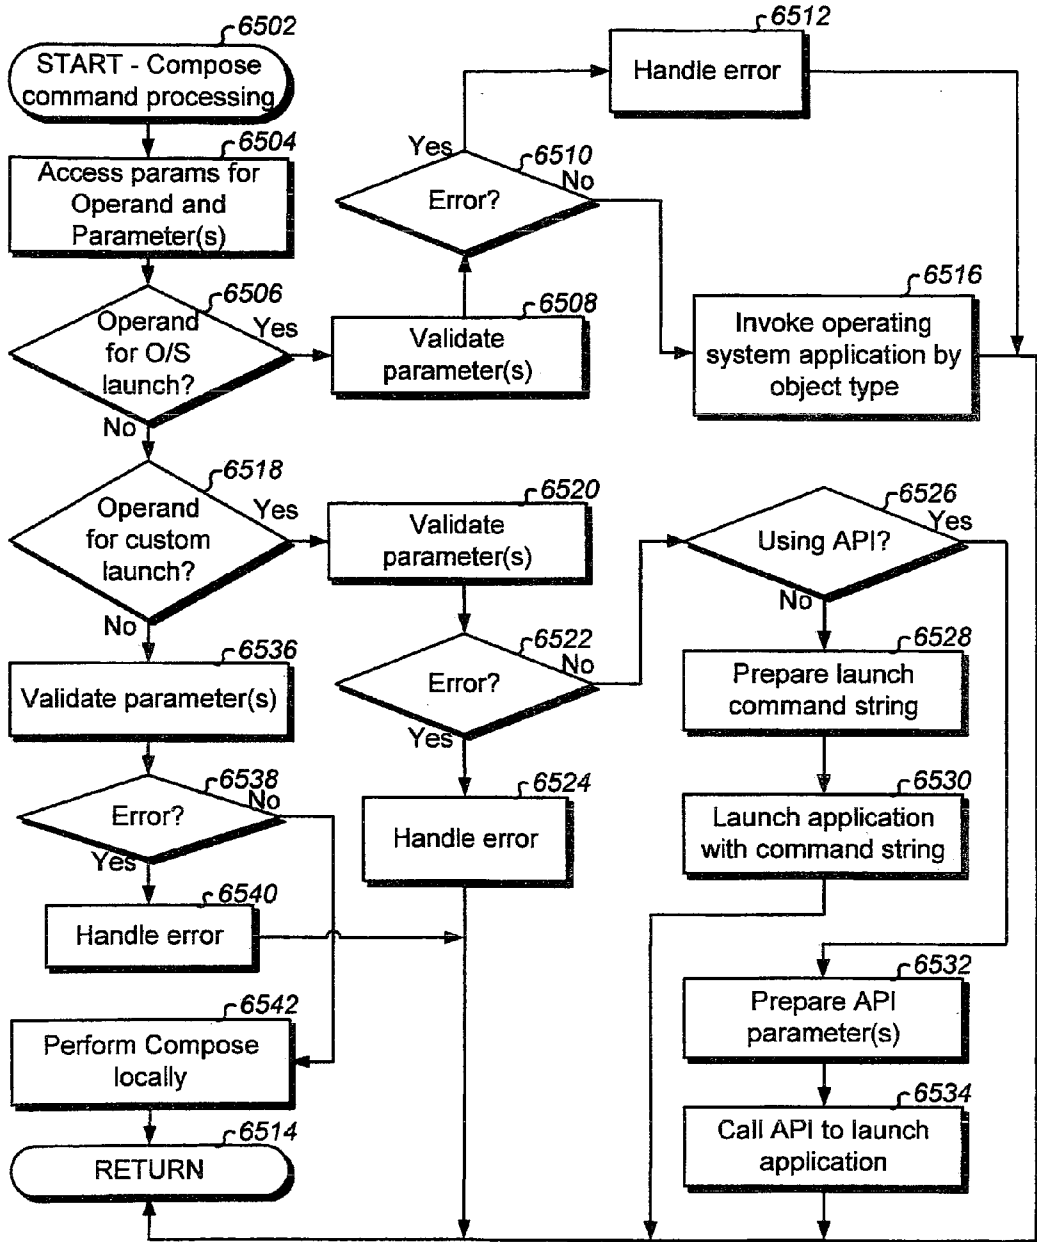 6502
START - Compose
command processing
6504
Access params for
Operand and
Parameter(s)
6506
Operand
for O/S
launch?
Yes
No
6508
Validate
parameter(s)
6510
Error?
Yes
No
6512
Handle error
6516
Invoke operating
system application by
object type
6518
Operand
for custom
launch?
Yes
No
6520
Validate
parameter(s)
6522
Error?
No
Yes
6524
Handle error
6526
Using API?
Yes
No
6528
Prepare launch
command string
6530
Launch application
with command string
6532
Prepare API
parameter(s)
6534
Call API to launch
application
6536
Validate parameter(s)
6538
Error?
No
Yes
6540
Handle error
6542
Perform Compose
locally
6514
RETURN